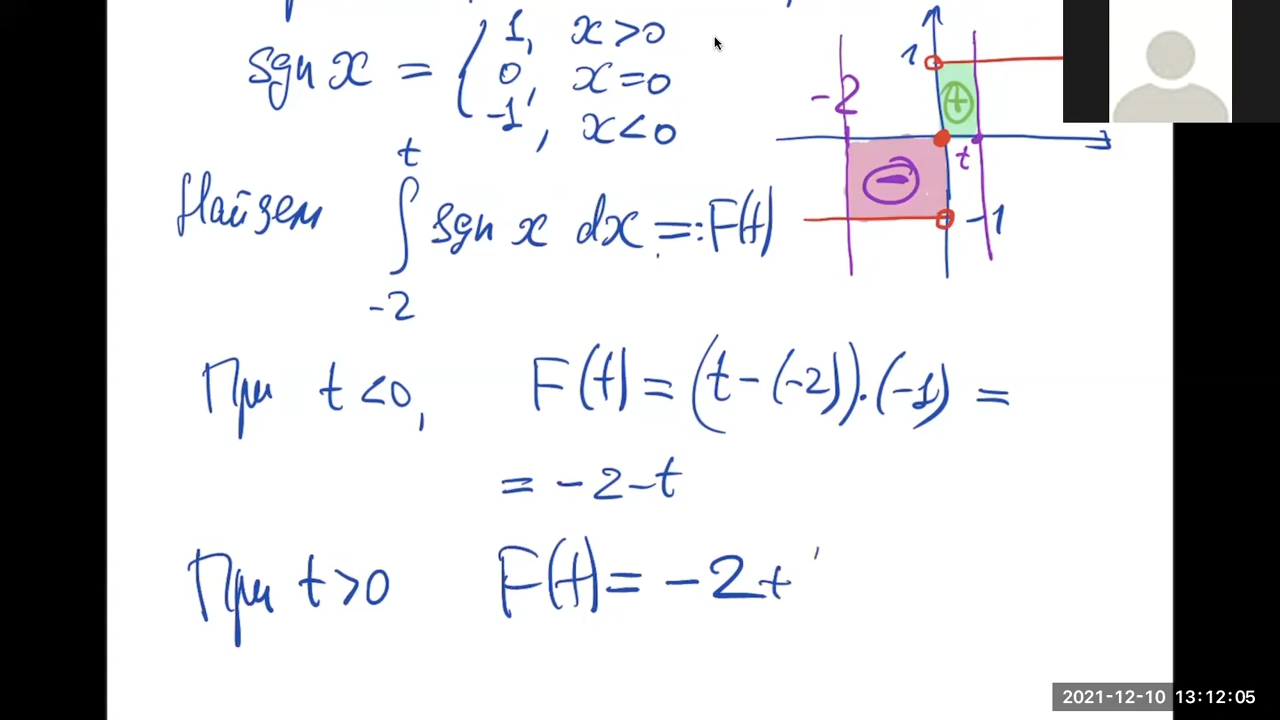 sgn x = { 1, x>0
0, x=0
-1, x<0
1
-2
+
t
-
-1
Найдем ∫_{-2}^{t} sgn x dx =: F(t)
При t<0, F(t) = (t-(-2))·(-1) =
= -2-t
При t>0 F(t) = -2+
2021-12-10 13:12:05